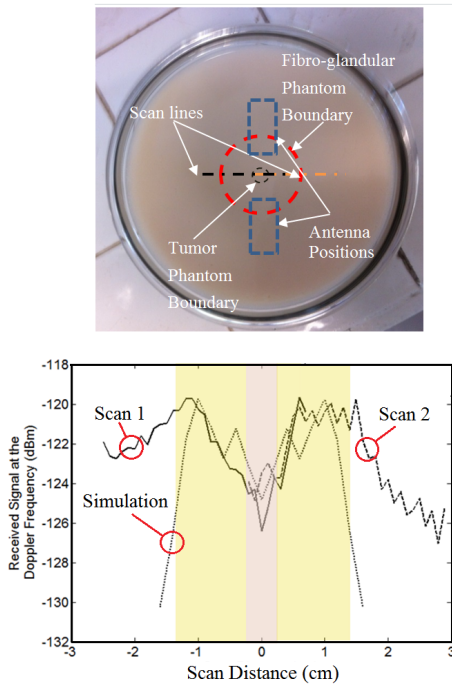 Fibro-glandular
Phantom
Boundary
Scan lines
Tumor
Phantom
Boundary
Antenna
Positions
Received Signal at the
Doppler Frequency (dBm)
-118
-120
-122
-124
-126
-128
-130
-132
Scan 1
Scan 2
Simulation
-3
-2
-1
0
1
2
3
Scan Distance (cm)